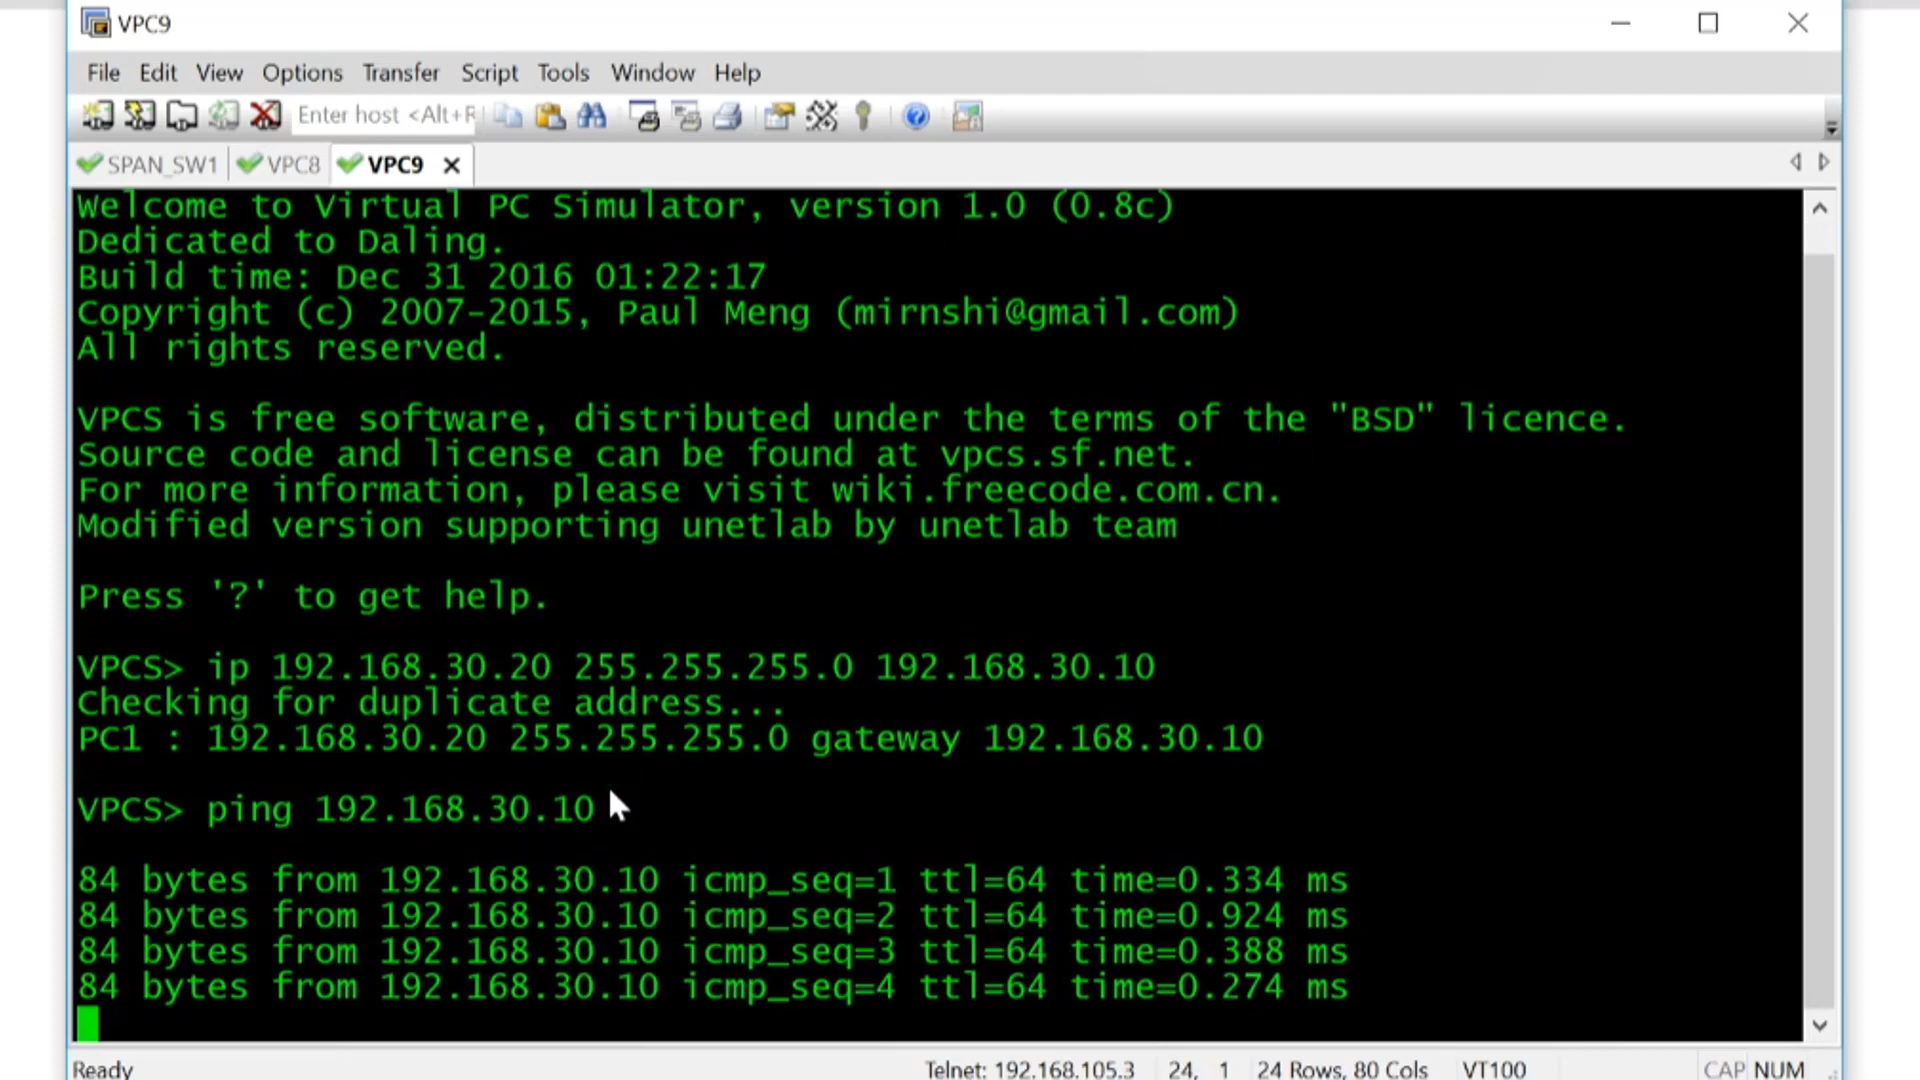 VPC9
File Edit View Options Transfer Script Tools Window Help
Enter host <Alt+R
SPAN_SW1 VPC8 VPC9
Welcome to Virtual PC Simulator, version 1.0 (0.8c)
Dedicated to Daling.
Build time: Dec 31 2016 01:22:17
Copyright (c) 2007-2015, Paul Meng (mirnshi@gmail.com)
All rights reserved.
VPCS is free software, distributed under the terms of the "BSD" licence.
Source code and license can be found at vpcs.sf.net.
For more information, please visit wiki.freecode.com.cn.
Modified version supporting unetlab by unetlab team
Press '?' to get help.
VPCS> ip 192.168.30.20 255.255.255.0 192.168.30.10
Checking for duplicate address...
PC1 : 192.168.30.20 255.255.255.0 gateway 192.168.30.10
VPCS> ping 192.168.30.10
84 bytes from 192.168.30.10 icmp_seq=1 ttl=64 time=0.334 ms
84 bytes from 192.168.30.10 icmp_seq=2 ttl=64 time=0.924 ms
84 bytes from 192.168.30.10 icmp_seq=3 ttl=64 time=0.388 ms
84 bytes from 192.168.30.10 icmp_seq=4 ttl=64 time=0.274 ms
Ready Telnet: 192.168.105.3 24, 1 24 Rows, 80 Cols VT100 CAP NUM